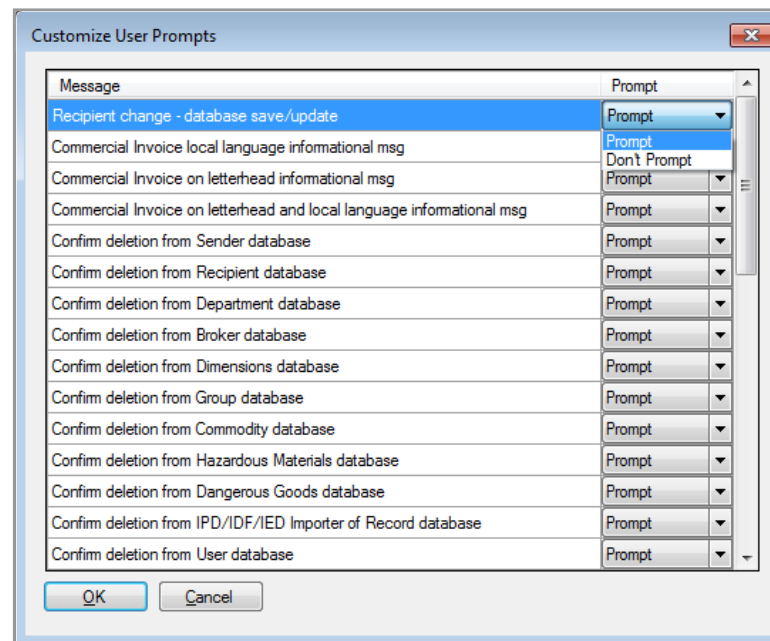 Customize User Prompts
Message Prompt
Recipient change - database save/update Prompt
Prompt
Commercial Invoice local language informational msg
Don't Prompt
Commercial Invoice on letterhead informational msg Prompt
Commercial Invoice on letterhead and local language informational msg Prompt
Confirm deletion from Sender database Prompt
Confirm deletion from Recipient database Prompt
Confirm deletion from Department database Prompt
Confirm deletion from Broker database Prompt
Confirm deletion from Dimensions database Prompt
Confirm deletion from Group database Prompt
Confirm deletion from Commodity database Prompt
Confirm deletion from Hazardous Materials database Prompt
Confirm deletion from Dangerous Goods database Prompt
Confirm deletion from IPD/IDF/IED Importer of Record database Prompt
Confirm deletion from User database Prompt
OK Cancel